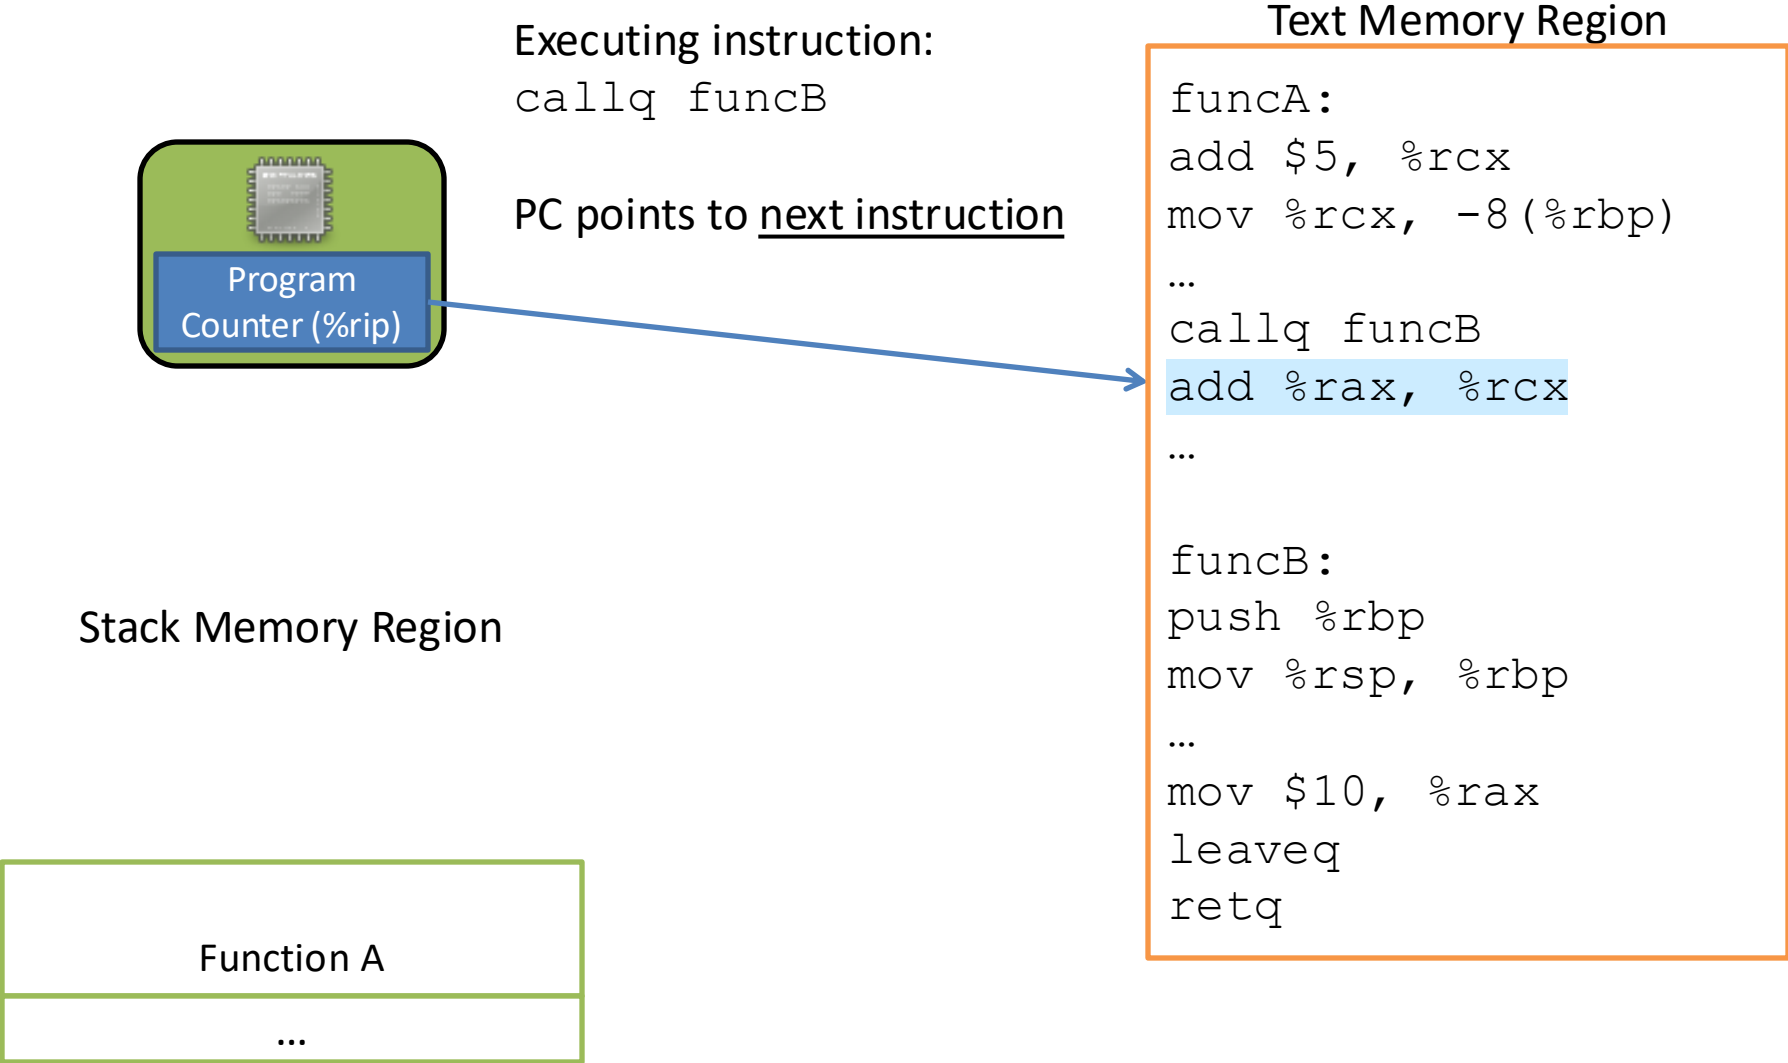 Executing instruction:
callq funcB
PC points to next instruction
Program
Counter (%rip)
Text Memory Region
funcA:
add $5, %rcx
mov %rcx, -8(%rbp)
…
callq funcB
add %rax, %rcx
…
funcB:
push %rbp
mov %rsp, %rbp
…
mov $10, %rax
leaveq
retq
Stack Memory Region
Function A
…